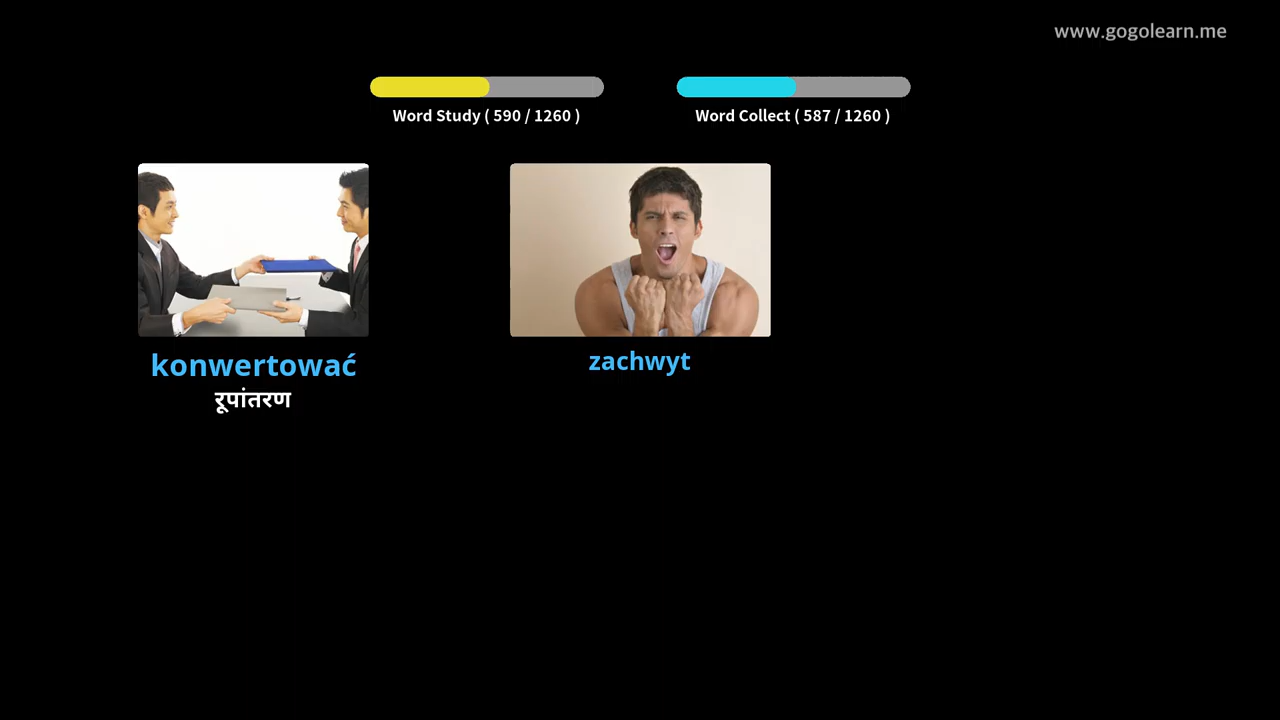 www.gogolearn.me
Word Study ( 590 / 1260 )
Word Collect ( 587 / 1260 )
konwertować
रूपांतरण
zachwyt